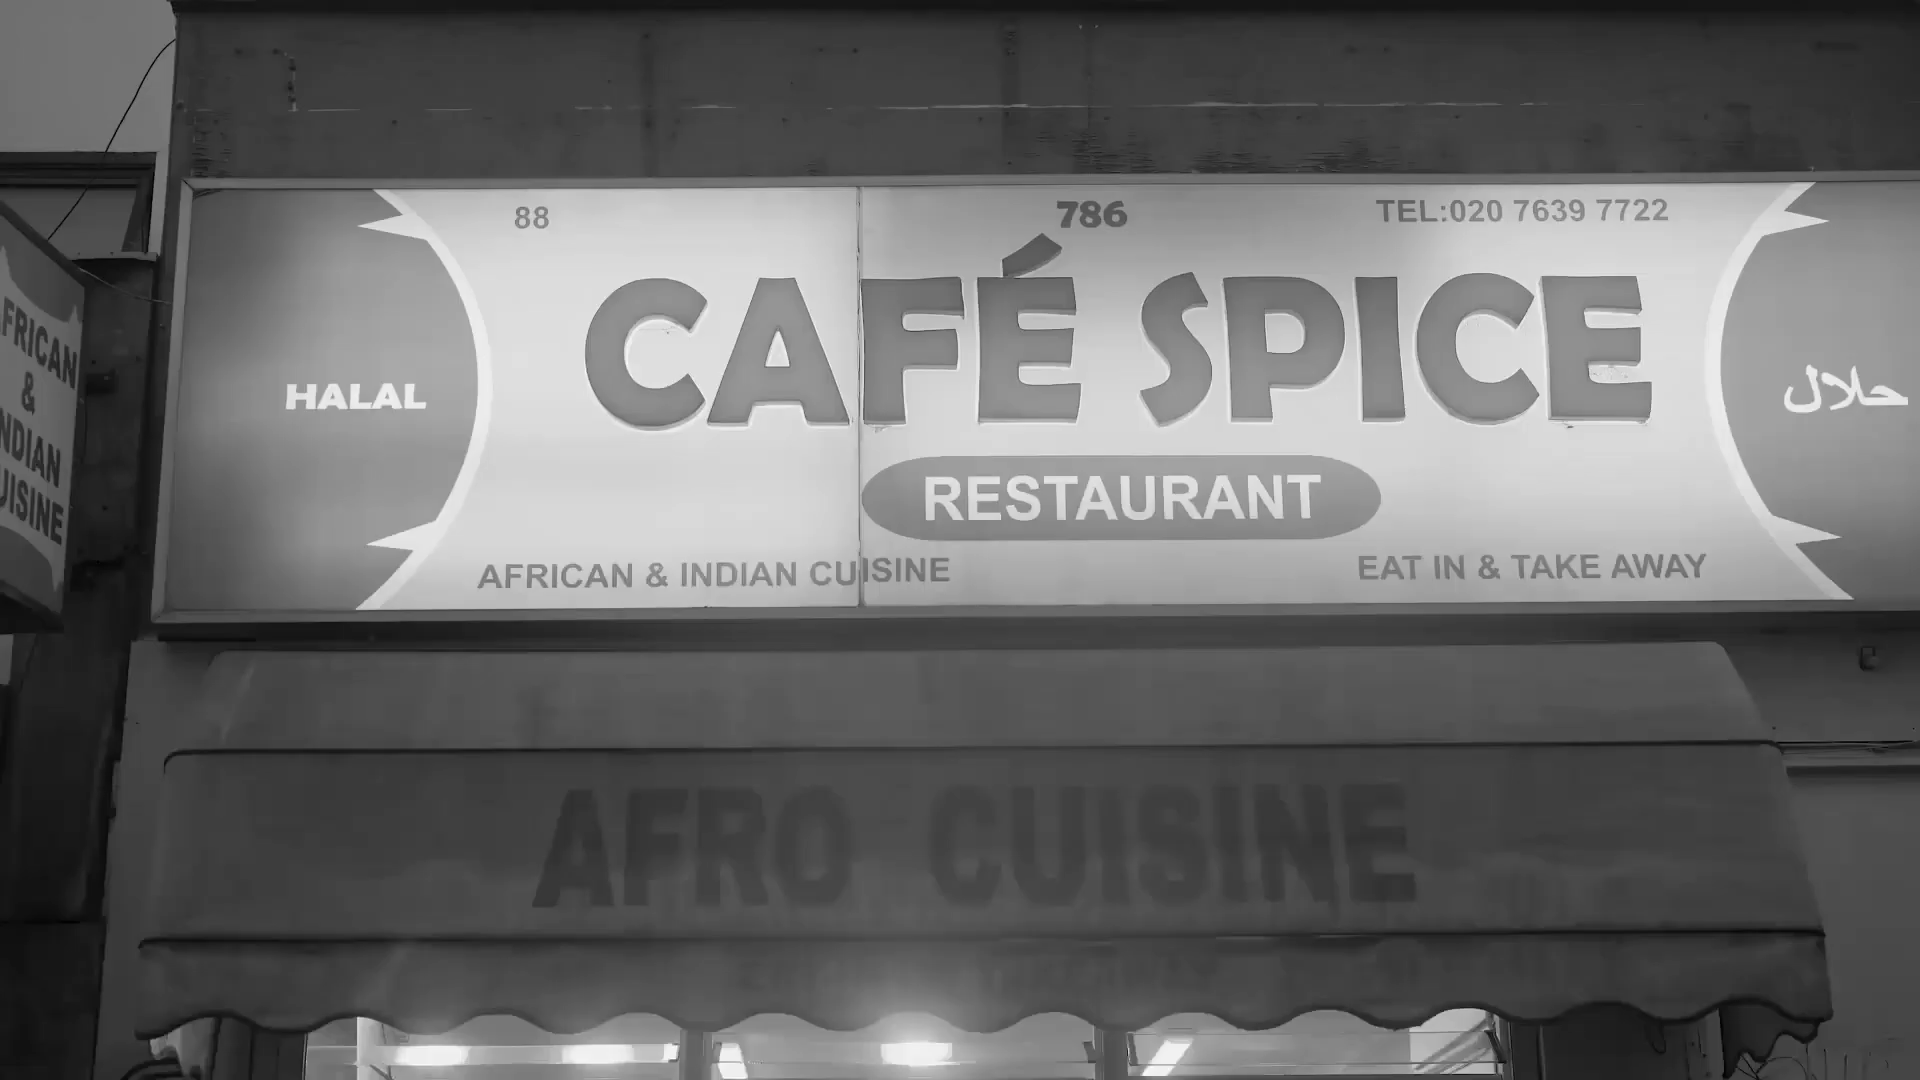 FRICAN
&
NDIAN
UISINE
88
786
TEL:020 7639 7722
CAFÉ SPICE
HALAL
حلال
RESTAURANT
AFRICAN & INDIAN CUISINE
EAT IN & TAKE AWAY
AFRO CUISINE